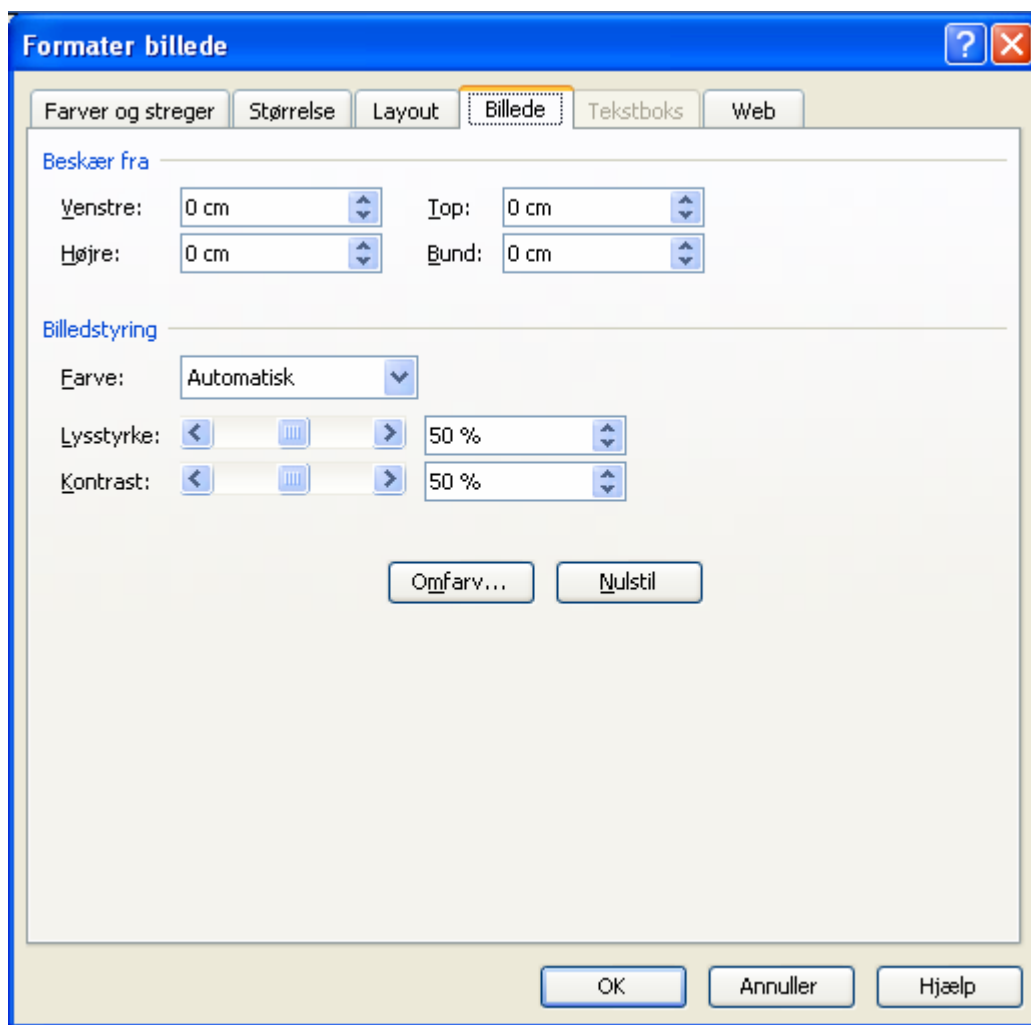 Formater billede
Farver og streger Størrelse Layout Billede Tekstboks Web
Beskær fra
Venstre: 0 cm Top: 0 cm
Højre: 0 cm Bund: 0 cm
Billedstyring
Farve: Automatisk
Lysstyrke: 50 %
Kontrast: 50 %
Omfarv... Nulstil
OK Annuller Hjælp